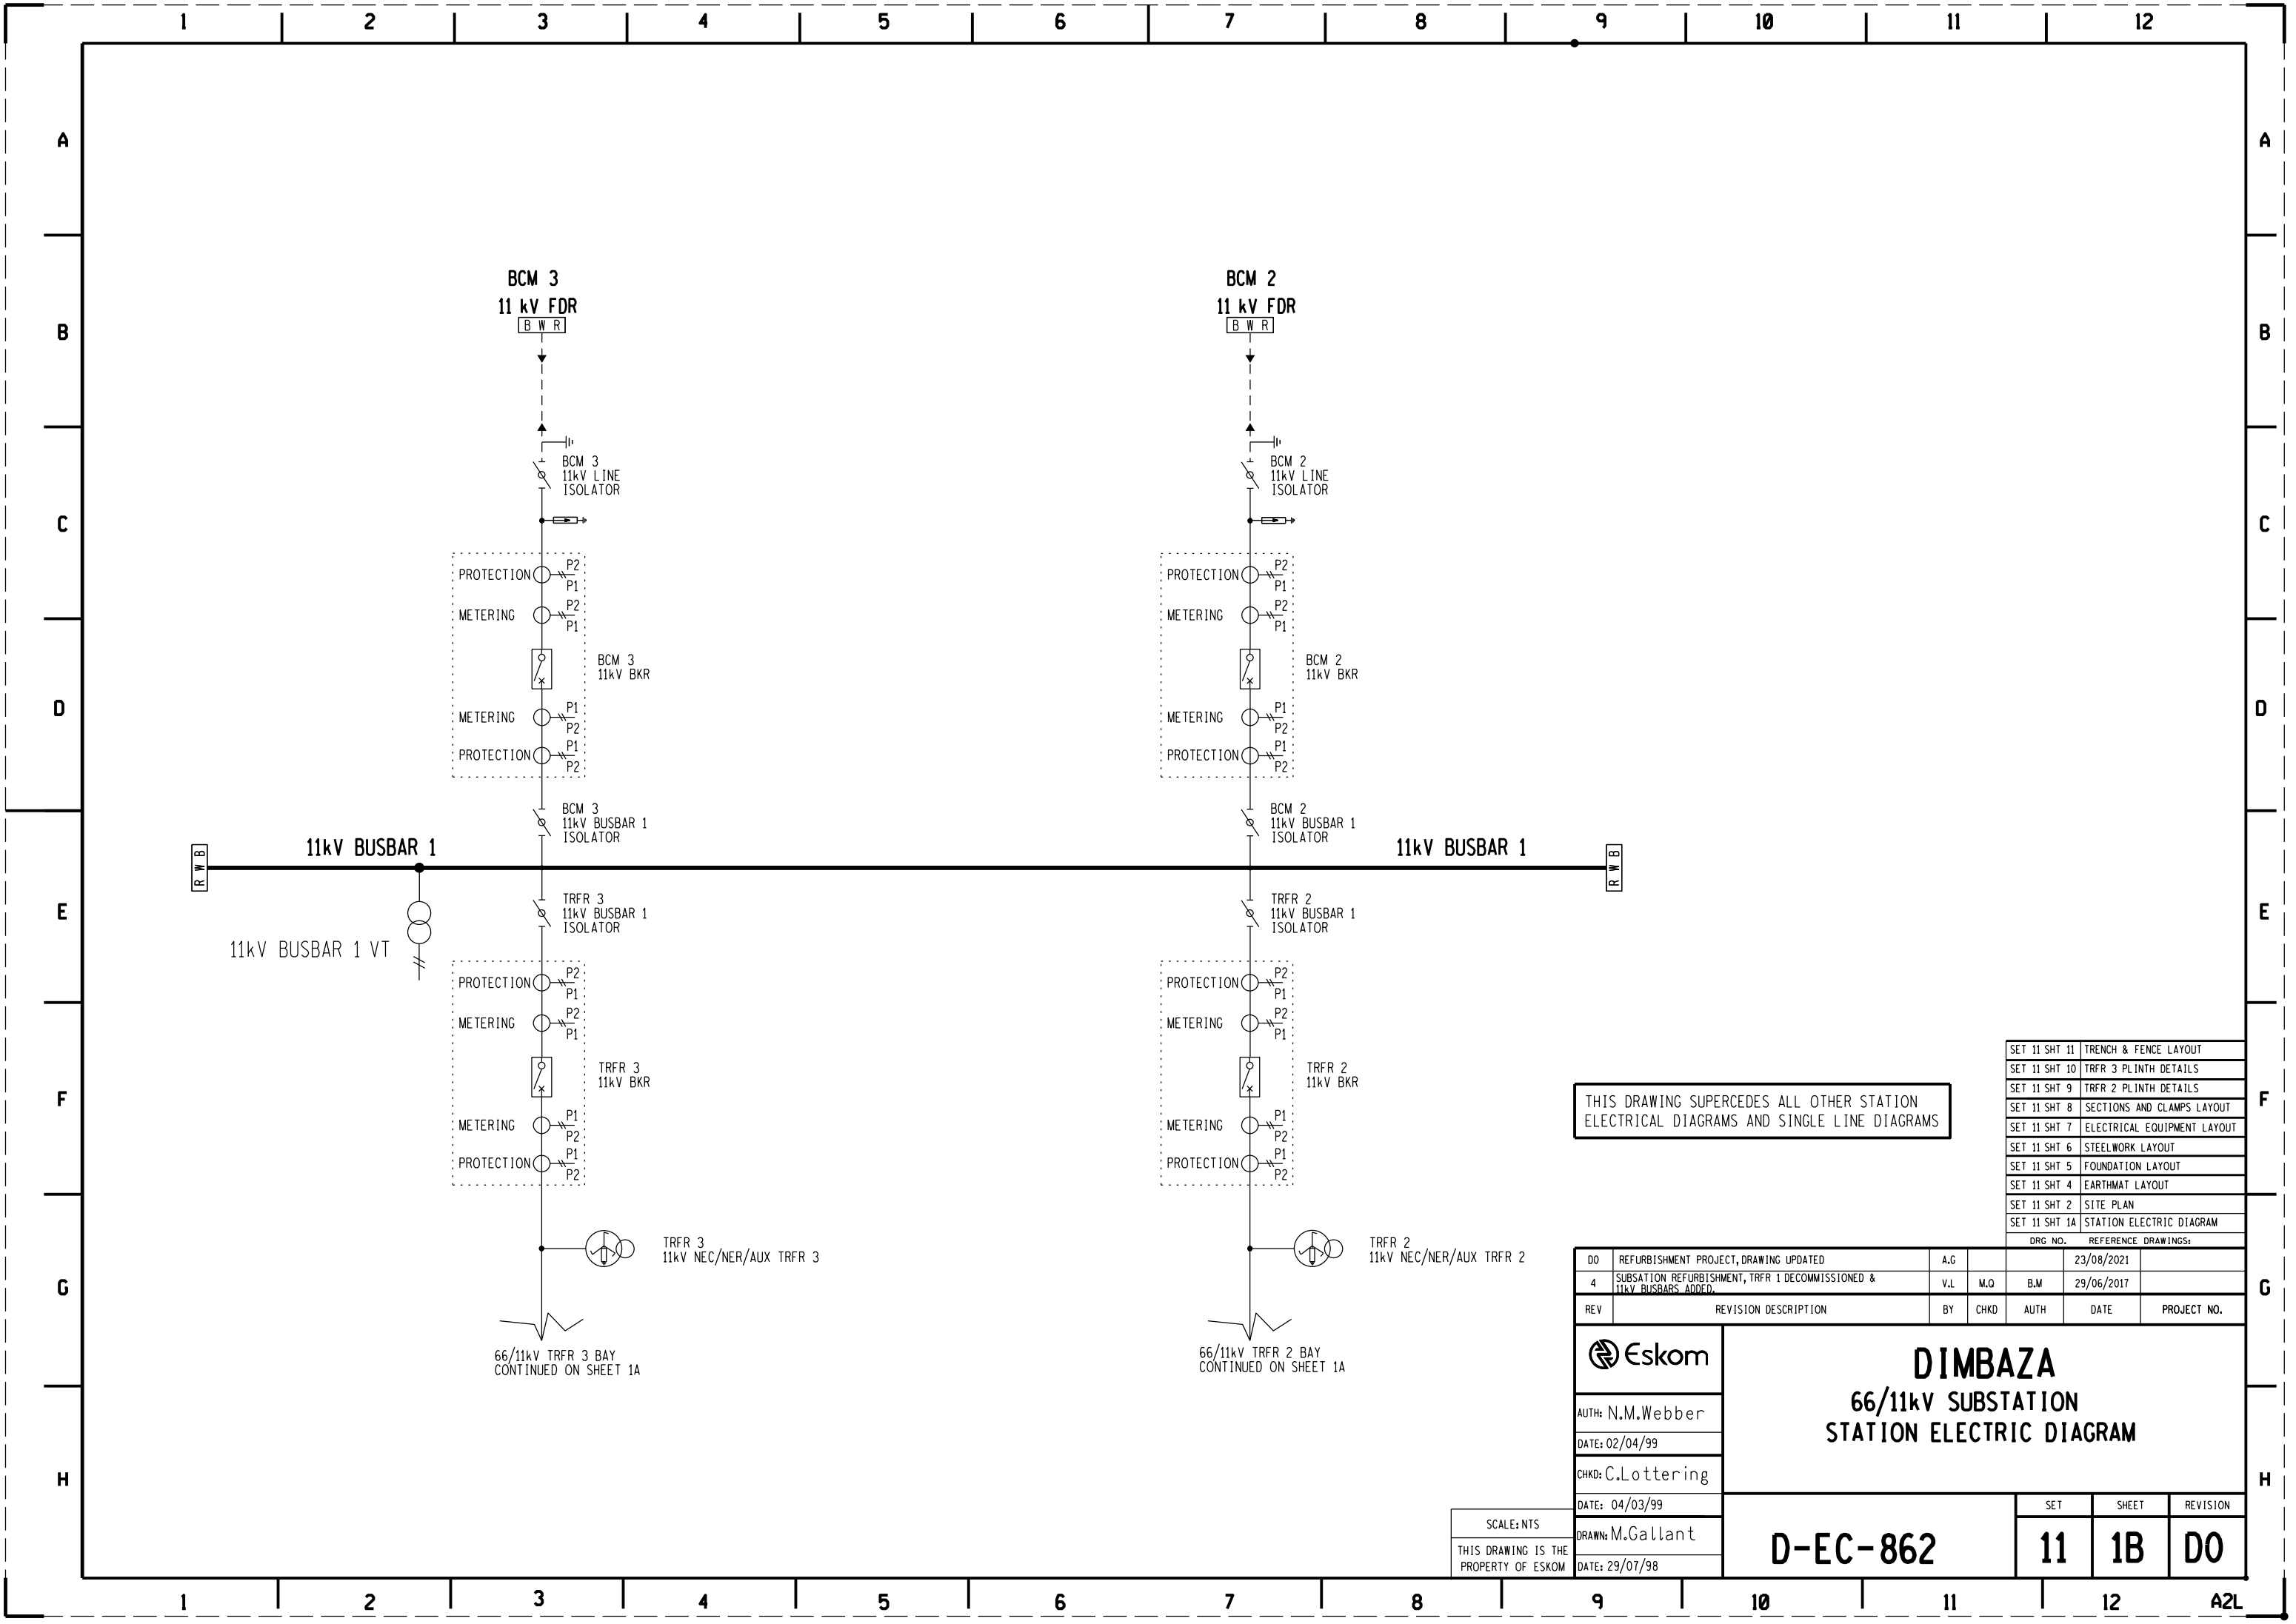 1 2 3 4 5 6 7 8 9 10 11 12
A A
B B
C C
D D
E E
F F
G G
H H
BCM 3
11 kV FDR
B W R
BCM 3
11kV LINE
ISOLATOR
PROTECTION P2
P1
METERING P2
P1
BCM 3
11kV BKR
METERING P1
P2
PROTECTION P1
P2
BCM 3
11kV BUSBAR 1
ISOLATOR
BCM 2
11 kV FDR
B W R
BCM 2
11kV LINE
ISOLATOR
PROTECTION P2
P1
METERING P2
P1
BCM 2
11kV BKR
METERING P1
P2
PROTECTION P1
P2
BCM 2
11kV BUSBAR 1
ISOLATOR
R W B
11kV BUSBAR 1
11kV BUSBAR 1
R W B
11kV BUSBAR 1 VT
TRFR 3
11kV BUSBAR 1
ISOLATOR
PROTECTION P2
P1
METERING P2
P1
TRFR 3
11kV BKR
METERING P1
P2
PROTECTION P1
P2
TRFR 3
11kV NEC/NER/AUX TRFR 3
66/11kV TRFR 3 BAY
CONTINUED ON SHEET 1A
TRFR 2
11kV BUSBAR 1
ISOLATOR
PROTECTION P2
P1
METERING P2
P1
TRFR 2
11kV BKR
METERING P1
P2
PROTECTION P1
P2
TRFR 2
11kV NEC/NER/AUX TRFR 2
66/11kV TRFR 2 BAY
CONTINUED ON SHEET 1A
THIS DRAWING SUPERCEDES ALL OTHER STATION
ELECTRICAL DIAGRAMS AND SINGLE LINE DIAGRAMS
SET 11 SHT 11 TRENCH & FENCE LAYOUT
SET 11 SHT 10 TRFR 3 PLINTH DETAILS
SET 11 SHT 9 TRFR 2 PLINTH DETAILS
SET 11 SHT 8 SECTIONS AND CLAMPS LAYOUT
SET 11 SHT 7 ELECTRICAL EQUIPMENT LAYOUT
SET 11 SHT 6 STEELWORK LAYOUT
SET 11 SHT 5 FOUNDATION LAYOUT
SET 11 SHT 4 EARTHMAT LAYOUT
SET 11 SHT 2 SITE PLAN
SET 11 SHT 1A STATION ELECTRIC DIAGRAM
DRG NO. REFERENCE DRAWINGS:
D0 REFURBISHMENT PROJECT, DRAWING UPDATED A.G 23/08/2021
4 SUBSATION REFURBISHMENT, TRFR 1 DECOMMISSIONED &
11kV BUSBARS ADDED. V.L M.Q B.M 29/06/2017
REV REVISION DESCRIPTION BY CHKD AUTH DATE PROJECT NO.
Eskom
AUTH: N.M.Webber
DATE: 02/04/99
CHKD: C.Lottering
DATE: 04/03/99
DRAWN: M.Gallant
DATE: 29/07/98
DIMBAZA
66/11kV SUBSTATION
STATION ELECTRIC DIAGRAM
SCALE: NTS
THIS DRAWING IS THE
PROPERTY OF ESKOM
D-EC-862
SET SHEET REVISION
11 1B D0
1 2 3 4 5 6 7 8 9 10 11 12 A2L